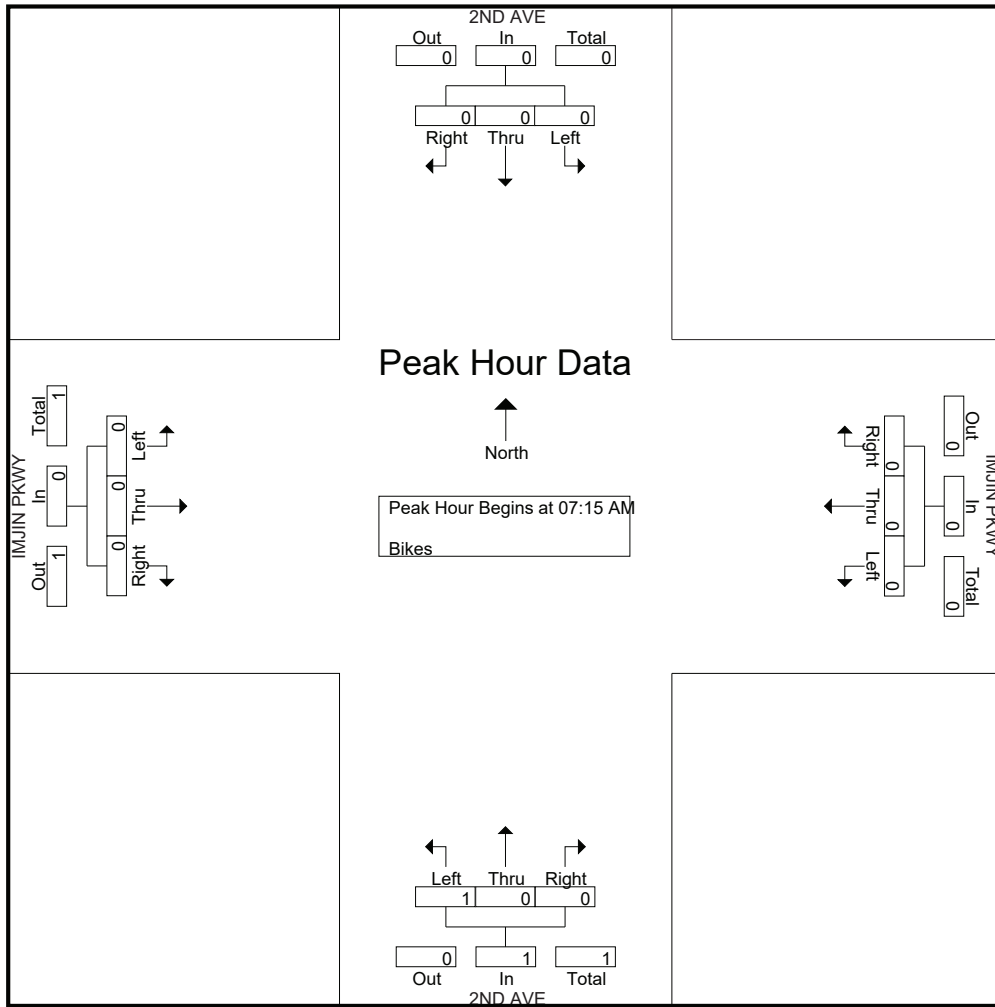 2ND AVE
Out In Total
0 0 0
0 0 0
Right Thru Left
Peak Hour Data
North
Peak Hour Begins at 07:15 AM
Bikes
IMJIN PKWY
Out In Total
1 0 1
0 0 0
Right Thru Left
IMJIN PKWY
Out In Total
0 0 0
0 0 0
Right Thru Left
Left Thru Right
1 0 0
0 1 1
Out In Total
2ND AVE